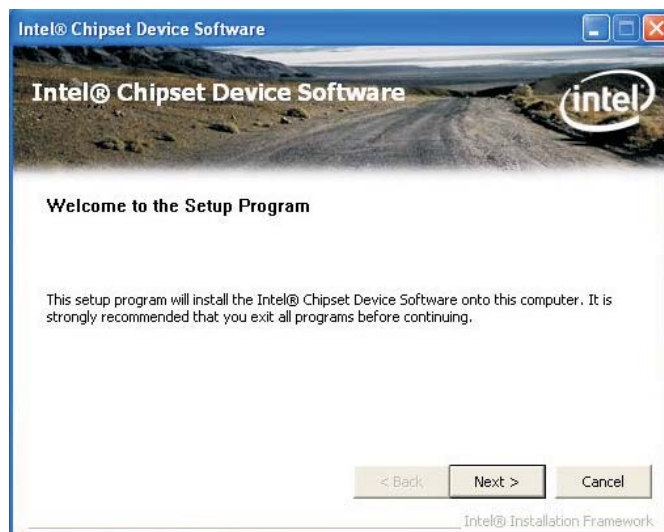 Intel® Chipset Device Software
Intel® Chipset Device Software
intel
Welcome to the Setup Program
This setup program will install the Intel® Chipset Device Software onto this computer. It is
strongly recommended that you exit all programs before continuing.
< Back
Next >
Cancel
Intel® Installation Framework